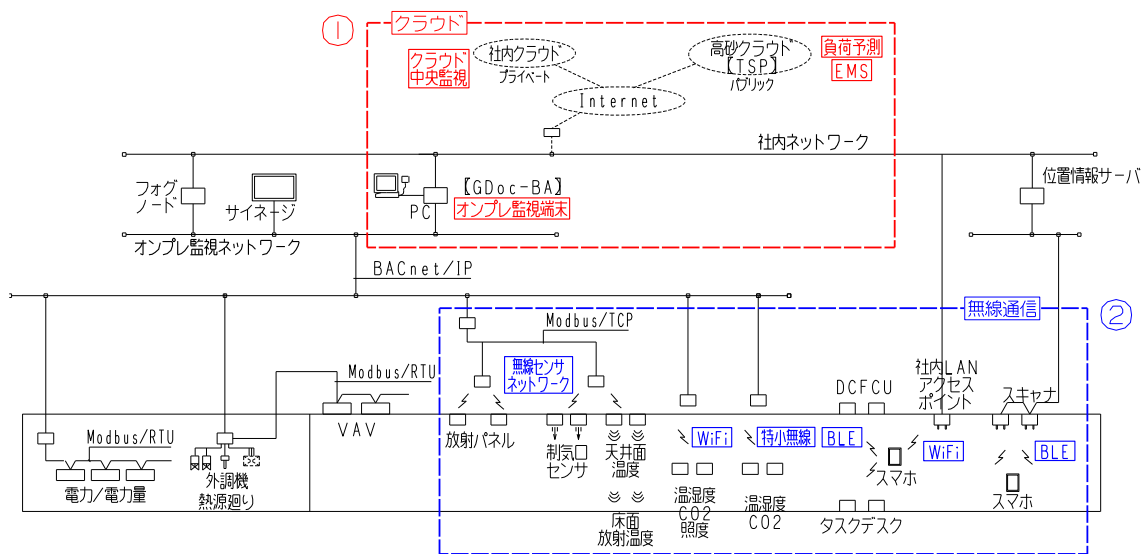 ①
クラウド
クラウド
中央監視
社内クラウド
プライベート
高砂クラウド
【TSP】
パブリック
負荷予測
EMS
Internet
社内ネットワーク
フォグ
ノード
サイネージ
PC
【GDoc-BA】
オンプレ監視端末
位置情報サーバ
オンプレ監視ネットワーク
BACnet/IP
無線通信
②
Modbus/TCP
無線センサ
ネットワーク
Modbus/RTU
VAV
DCFCU
社内LAN
アクセス
ポイント
スキャナ
Modbus/RTU
電力/電力量
外調機
熱源廻り
放射パネル
制気口
センサ
天井面
温度
床面
放射温度
WiFi
温湿度
CO2
照度
特小無線
温湿度
CO2
BLE
スマホ
タスクデスク
WiFi
BLE
スマホ